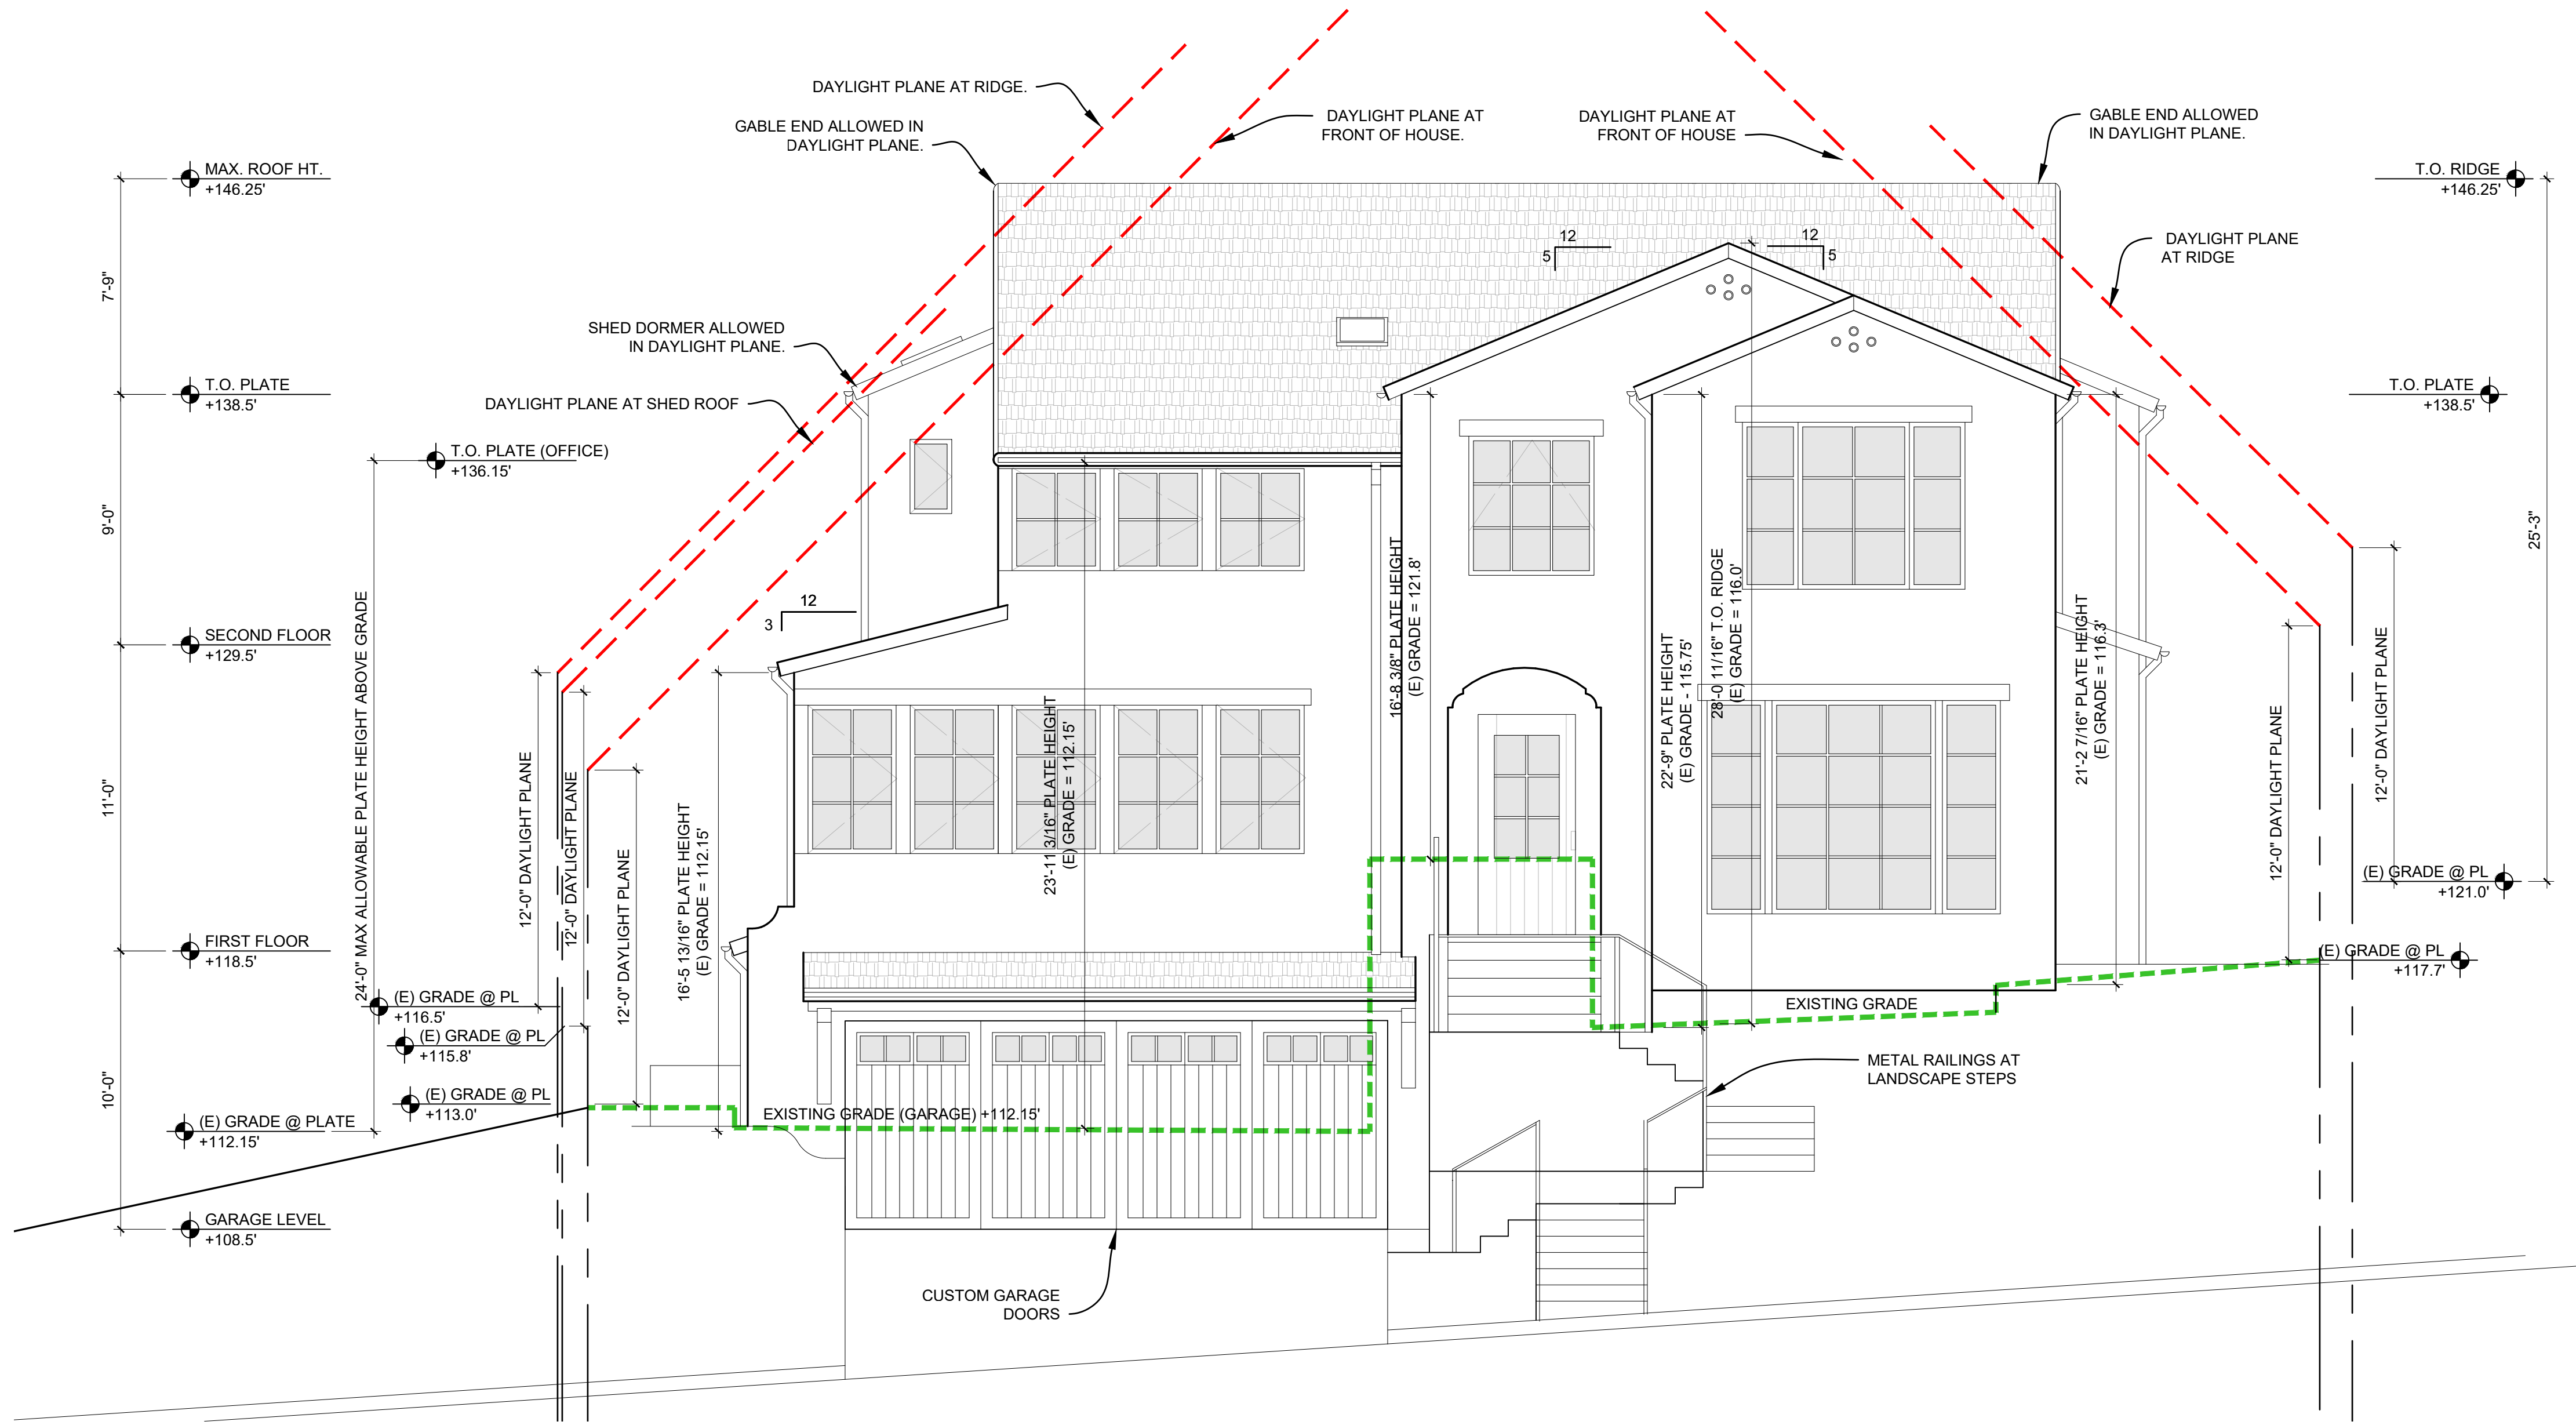 DAYLIGHT PLANE AT RIDGE.
GABLE END ALLOWED IN
DAYLIGHT PLANE.
DAYLIGHT PLANE AT
FRONT OF HOUSE.
DAYLIGHT PLANE AT
FRONT OF HOUSE
GABLE END ALLOWED
IN DAYLIGHT PLANE.
MAX. ROOF HT.
+146.25'
T.O. RIDGE
+146.25'
DAYLIGHT PLANE
AT RIDGE
12
5
12
5
7'-9"
SHED DORMER ALLOWED
IN DAYLIGHT PLANE.
T.O. PLATE
+138.5'
DAYLIGHT PLANE AT SHED ROOF
T.O. PLATE
+138.5'
T.O. PLATE (OFFICE)
+136.15'
9'-0"
25'-3"
12
3
SECOND FLOOR
+129.5'
24'-0" MAX ALLOWABLE PLATE HEIGHT ABOVE GRADE
11'-0"
12'-0" DAYLIGHT PLANE
12'-0" DAYLIGHT PLANE
12'-0" DAYLIGHT PLANE
16'-5 13/16" PLATE HEIGHT
(E) GRADE = 112.15'
23'-11 3/16" PLATE HEIGHT
(E) GRADE = 112.15'
16'-8 3/8" PLATE HEIGHT
(E) GRADE = 121.8'
22'-9" PLATE HEIGHT
(E) GRADE - 115.75'
28'-0 11/16" T.O. RIDGE
(E) GRADE = 116.0'
21'-2 7/16" PLATE HEIGHT
(E) GRADE = 116.3'
12'-0" DAYLIGHT PLANE
12'-0" DAYLIGHT PLANE
(E) GRADE @ PL
+121.0'
FIRST FLOOR
+118.5'
(E) GRADE @ PL
+117.7'
(E) GRADE @ PL
+116.5'
EXISTING GRADE
(E) GRADE @ PL
+115.8'
METAL RAILINGS AT
LANDSCAPE STEPS
10'-0"
(E) GRADE @ PL
+113.0'
EXISTING GRADE (GARAGE) +112.15'
(E) GRADE @ PLATE
+112.15'
GARAGE LEVEL
+108.5'
CUSTOM GARAGE
DOORS